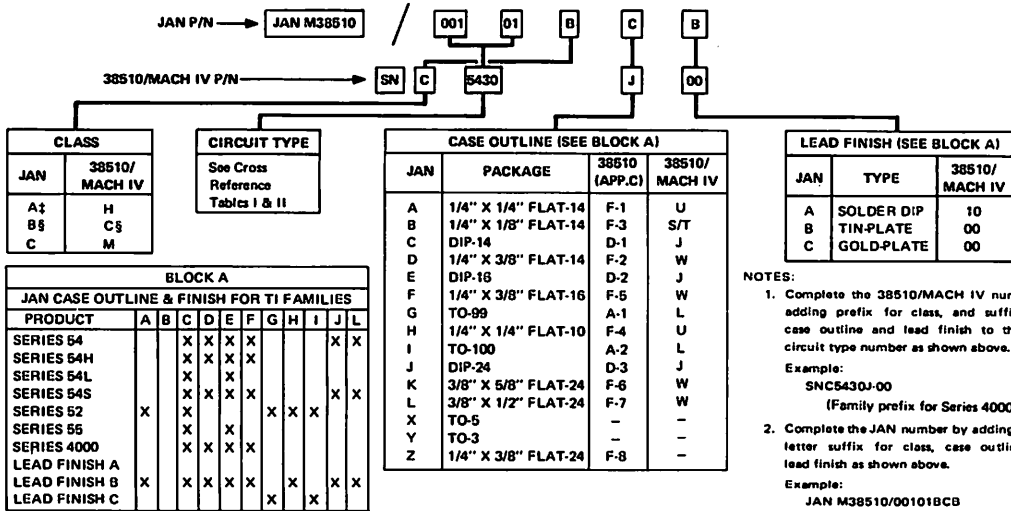 JAN P/N JAN M38510 / 001 01 B C B
38510/MACH IV P/N SN C 5430 J 00
CLASS
JAN 38510/ MACH IV
A‡ H
B§ C§
C M
CIRCUIT TYPE
See Cross
Reference
Tables I & II
CASE OUTLINE (SEE BLOCK A)
JAN PACKAGE 38510 (APP.C) 38510/ MACH IV
A 1/4" X 1/4" FLAT-14 F-1 U
B 1/4" X 1/8" FLAT-14 F-3 S/T
C DIP-14 D-1 J
D 1/4" X 3/8" FLAT-14 F-2 W
E DIP-16 D-2 J
F 1/4" X 3/8" FLAT-16 F-5 W
G TO-99 A-1 L
H 1/4" X 1/4" FLAT-10 F-4 U
I TO-100 A-2 L
J DIP-24 D-3 J
K 3/8" X 5/8" FLAT-24 F-6 W
L 3/8" X 1/2" FLAT-24 F-7 W
X TO-5 – –
Y TO-3 – –
Z 1/4" X 3/8" FLAT-24 F-8 –
LEAD FINISH (SEE BLOCK A)
JAN TYPE 38510/ MACH IV
A SOLDER DIP 10
B TIN-PLATE 00
C GOLD-PLATE 00
BLOCK A
JAN CASE OUTLINE & FINISH FOR TI FAMILIES
PRODUCT A B C D E F G H I J L
SERIES 54 X X X X X X
SERIES 54H X X X X
SERIES 54L X X
SERIES 54S X X X X X X
SERIES 52 X X X X X
SERIES 55 X X
SERIES 4000 X X X X
LEAD FINISH A
LEAD FINISH B X X X X X X X X
LEAD FINISH C X X
NOTES:
1. Complete the 38510/MACH IV num
adding prefix for class, and suffi
case outline and lead finish to th
circuit type number as shown above.
Example:
SNC5430J-00
(Family prefix for Series 4000
2. Complete the JAN number by adding
letter suffix for class, case outlin
lead finish as shown above.
Example:
JAN M38510/00101BCB